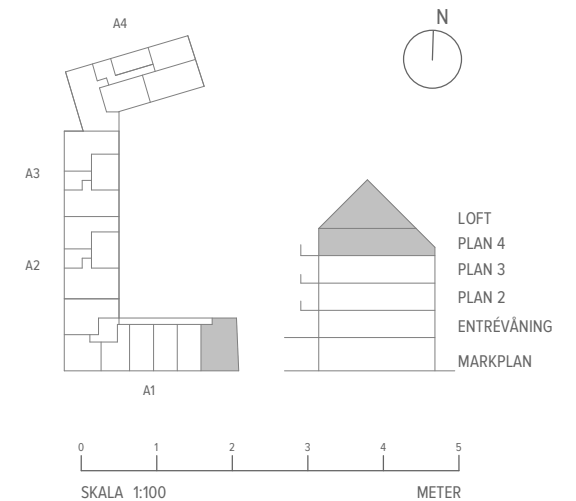 A4
N
A3
A2
A1
LOFT
PLAN 4
PLAN 3
PLAN 2
ENTRÉVÅNING
MARKPLAN
0 1 2 3 4 5
SKALA 1:100 METER